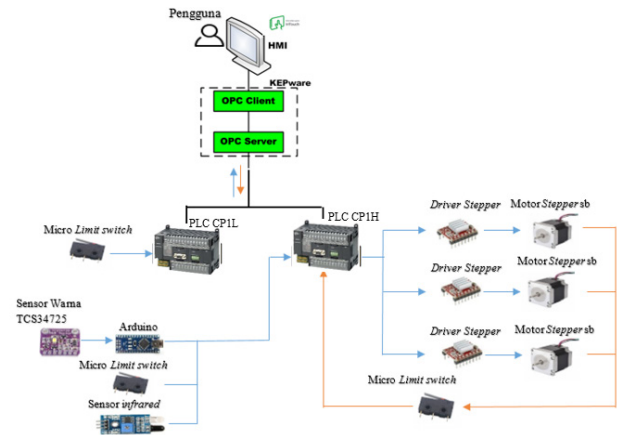 Pengguna
HMI
KEPware
OPC Client
OPC Server
PLC CP1L
PLC CP1H
Micro Limit switch
Driver Stepper
Motor Stepper sb
Driver Stepper
Motor Stepper sb
Driver Stepper
Motor Stepper sb
Sensor Warna
TCS34725
Arduino
Micro Limit switch
Sensor infrared
Micro Limit switch